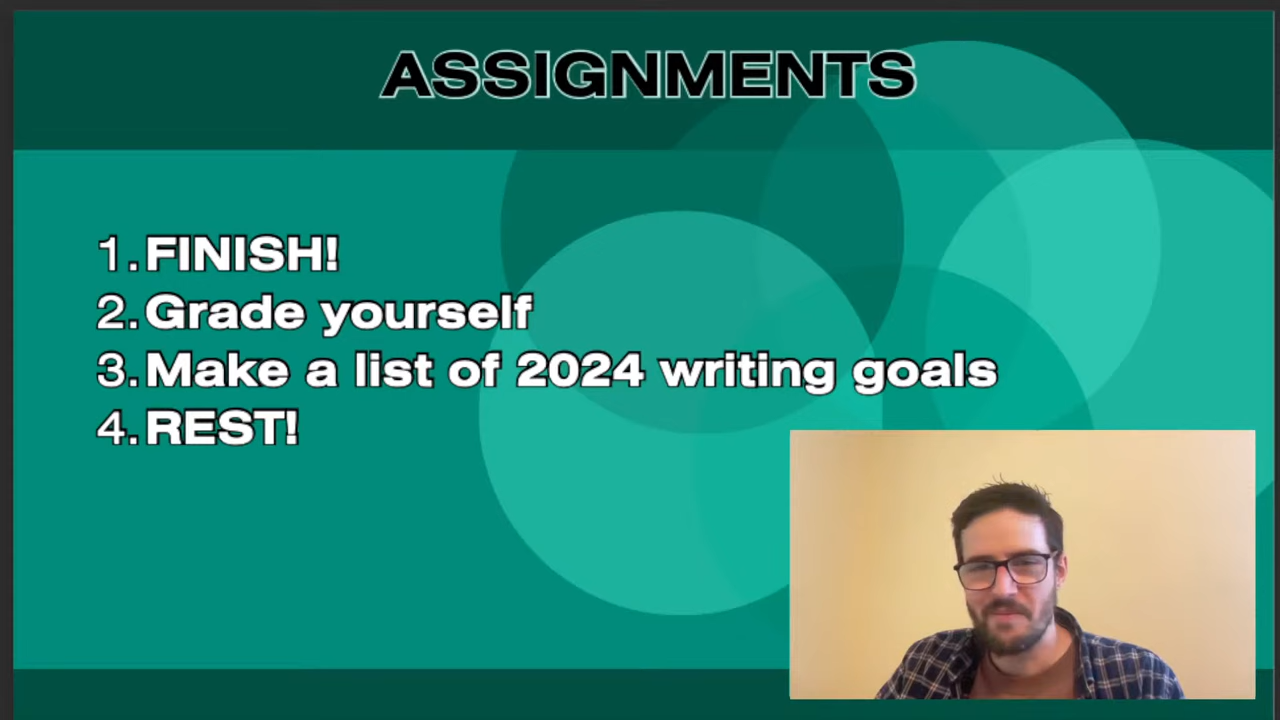 ASSIGNMENTS
1. FINISH!
2. Grade yourself
3. Make a list of 2024 writing goals
4. REST!